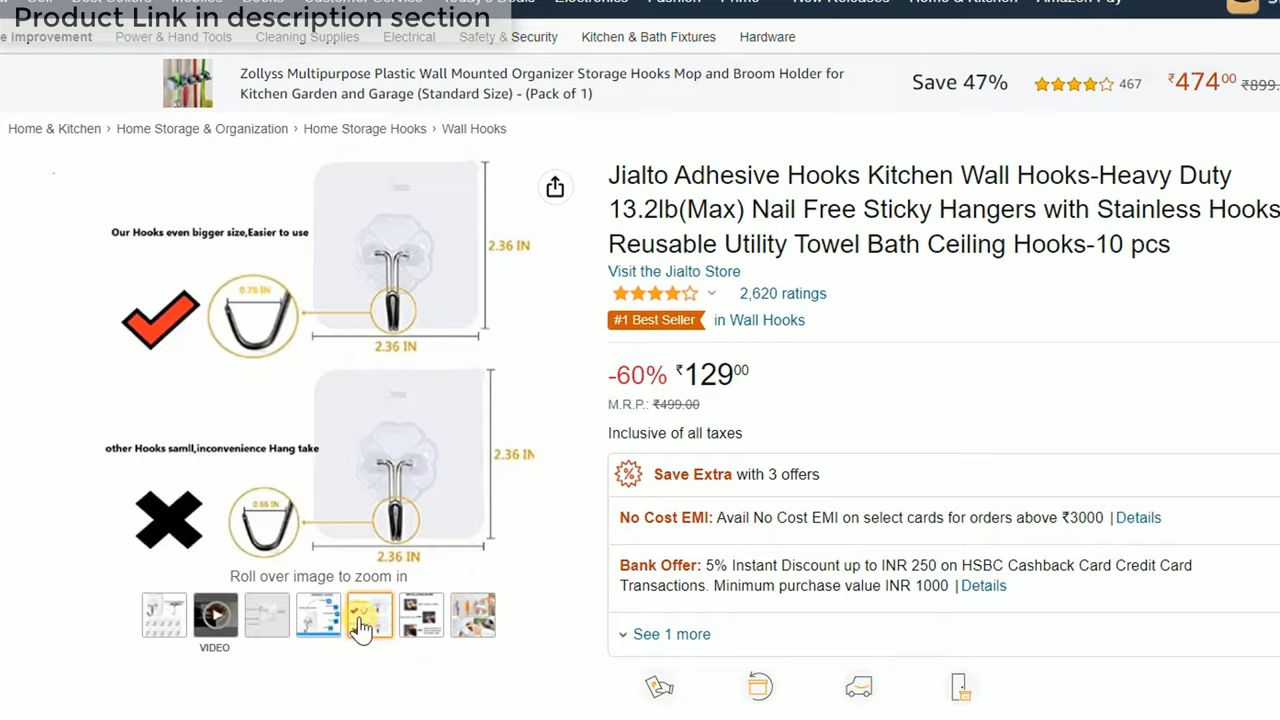 Product Link in description section
e Improvement Power & Hand Tools Cleaning Supplies Electrical Safety & Security Kitchen & Bath Fixtures Hardware
Zollyss Multipurpose Plastic Wall Mounted Organizer Storage Hooks Mop and Broom Holder for
Kitchen Garden and Garage (Standard Size) - (Pack of 1)
Save 47% 467 ₹474⁰⁰ ₹899.
Home & Kitchen › Home Storage & Organization › Home Storage Hooks › Wall Hooks
Our Hooks even bigger size,Easier to use
0.76 IN
2.36 IN
2.36 IN
other Hooks samll,inconvenience Hang take
0.66 IN
2.36 IN
2.36 IN
Roll over image to zoom in
VIDEO
Jialto Adhesive Hooks Kitchen Wall Hooks-Heavy Duty
13.2lb(Max) Nail Free Sticky Hangers with Stainless Hooks
Reusable Utility Towel Bath Ceiling Hooks-10 pcs
Visit the Jialto Store
2,620 ratings
#1 Best Seller in Wall Hooks
-60% ₹129⁰⁰
M.R.P.: ₹499.00
Inclusive of all taxes
Save Extra with 3 offers
No Cost EMI: Avail No Cost EMI on select cards for orders above ₹3000 | Details
Bank Offer: 5% Instant Discount up to INR 250 on HSBC Cashback Card Credit Card
Transactions. Minimum purchase value INR 1000 | Details
See 1 more